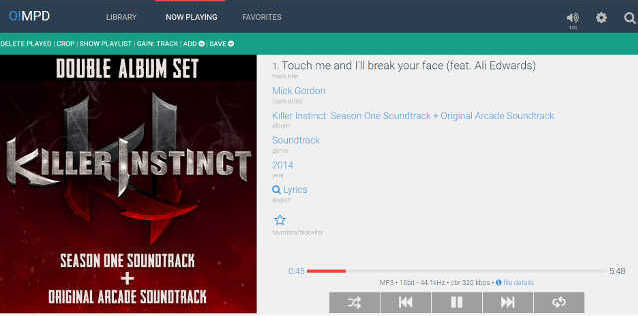 O!MPD
LIBRARY
NOW PLAYING
FAVORITES
100
DELETE PLAYED | CROP | SHOW PLAYLIST | GAIN: TRACK | ADD | SAVE
DOUBLE ALBUM SET
KILLER INSTINCT
SEASON ONE SOUNDTRACK
+
ORIGINAL ARCADE SOUNDTRACK
1. Touch me and I'll break your face (feat. Ali Edwards)
track title
Mick Gordon
track artist
Killer Instinct: Season One Soundtrack + Original Arcade Soundtrack
album
Soundtrack
genre
2014
year
Lyrics
search
favorites/blacklist
0:45
5:48
MP3 • 16bit - 44.1kHz • cbr 320 kbps • file details